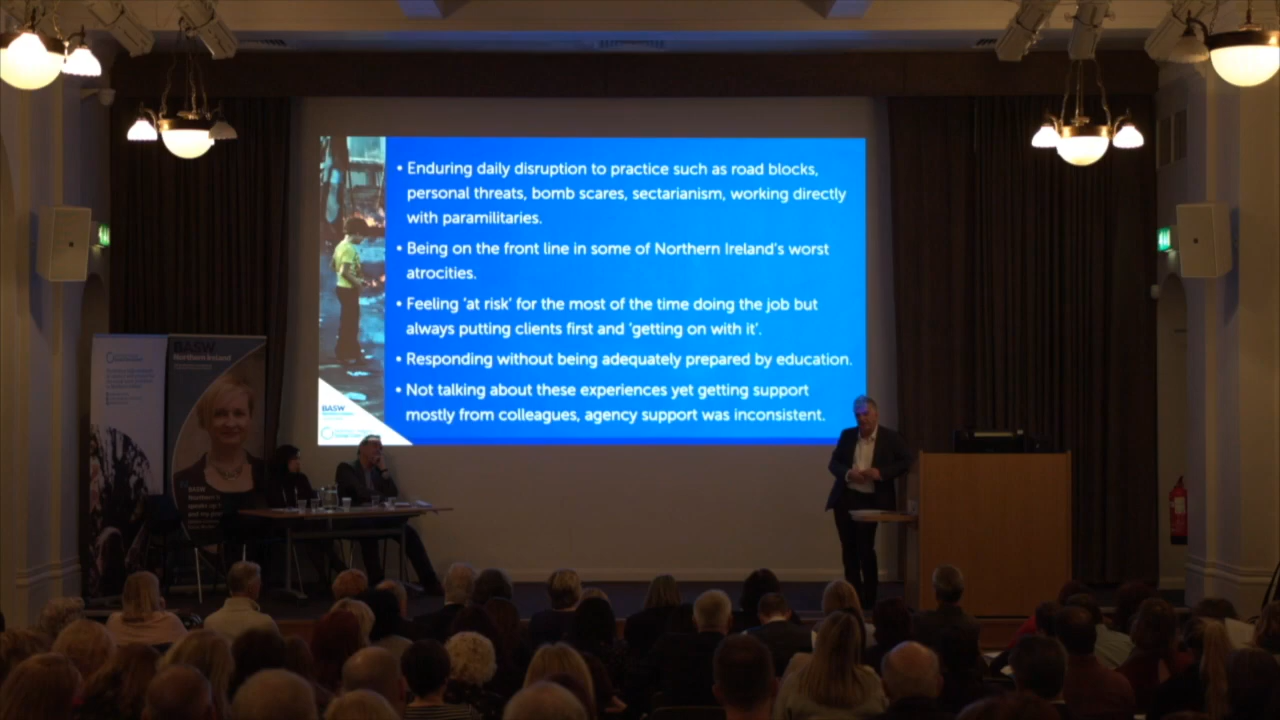 • Enduring daily disruption to practice such as road blocks,
personal threats, bomb scares, sectarianism, working directly
with paramilitaries.
• Being on the front line in some of Northern Ireland's worst
atrocities.
• Feeling 'at risk' for the most of the time doing the job but
always putting clients first and 'getting on with it'.
• Responding without being adequately prepared by education.
• Not talking about these experiences yet getting support
mostly from colleagues, agency support was inconsistent.
BASW
BASW
Northern Ireland
BASW